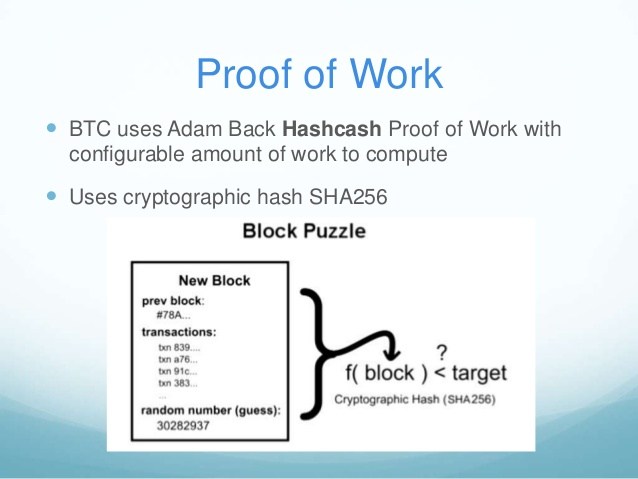 Proof of Work
• BTC uses Adam Back Hashcash Proof of Work with
configurable amount of work to compute
• Uses cryptographic hash SHA256
Block Puzzle
New Block
prev block:
#78A...
transactions:
txn 839....
txn a76...
txn 91c...
txn 383...
...
random number (guess):
30282937
?
f( block ) < target
Cryptographic Hash (SHA256)